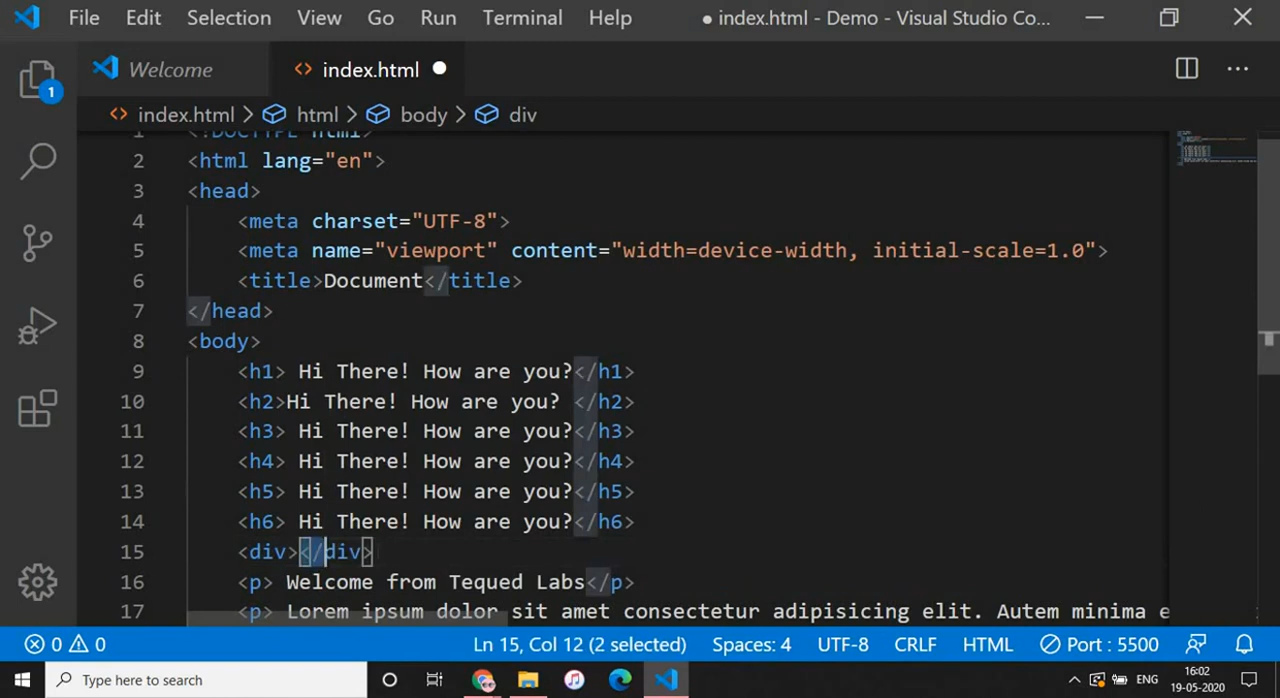 File Edit Selection View Go Run Terminal Help ● index.html - Demo - Visual Studio Co...
Welcome index.html
index.html > html > body > div
1 <!DOCTYPE html>
2 <html lang="en">
3 <head>
4 <meta charset="UTF-8">
5 <meta name="viewport" content="width=device-width, initial-scale=1.0">
6 <title>Document</title>
7 </head>
8 <body>
9 <h1> Hi There! How are you?</h1>
10 <h2>Hi There! How are you? </h2>
11 <h3> Hi There! How are you?</h3>
12 <h4> Hi There! How are you?</h4>
13 <h5> Hi There! How are you?</h5>
14 <h6> Hi There! How are you?</h6>
15 <div></div>
16 <p> Welcome from Tequed Labs</p>
17 <p> Lorem ipsum dolor sit amet consectetur adipisicing elit. Autem minima e
1
0 0 Ln 15, Col 12 (2 selected) Spaces: 4 UTF-8 CRLF HTML Port : 5500
Type here to search ENG 16:02
19-05-2020